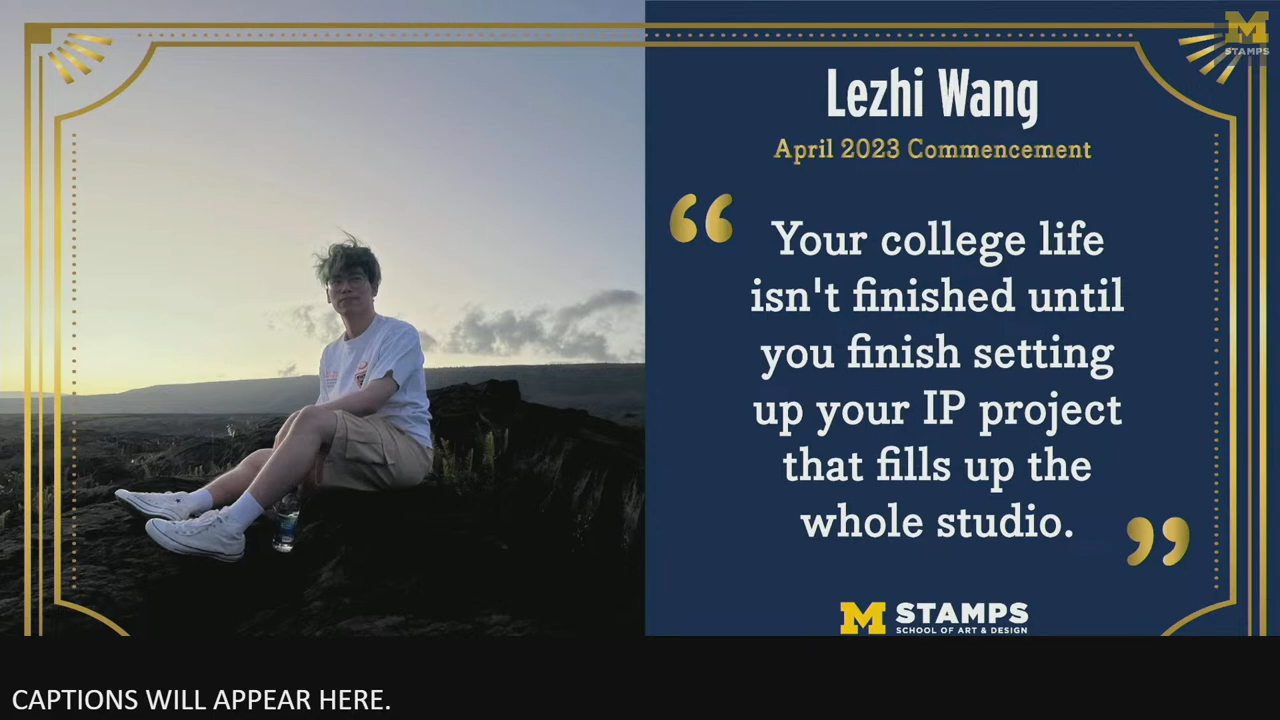 M
STAMPS
Lezhi Wang
April 2023 Commencement
“ Your college life
isn't finished until
you finish setting
up your IP project
that fills up the
whole studio. ”
M STAMPS
SCHOOL OF ART & DESIGN
CAPTIONS WILL APPEAR HERE.